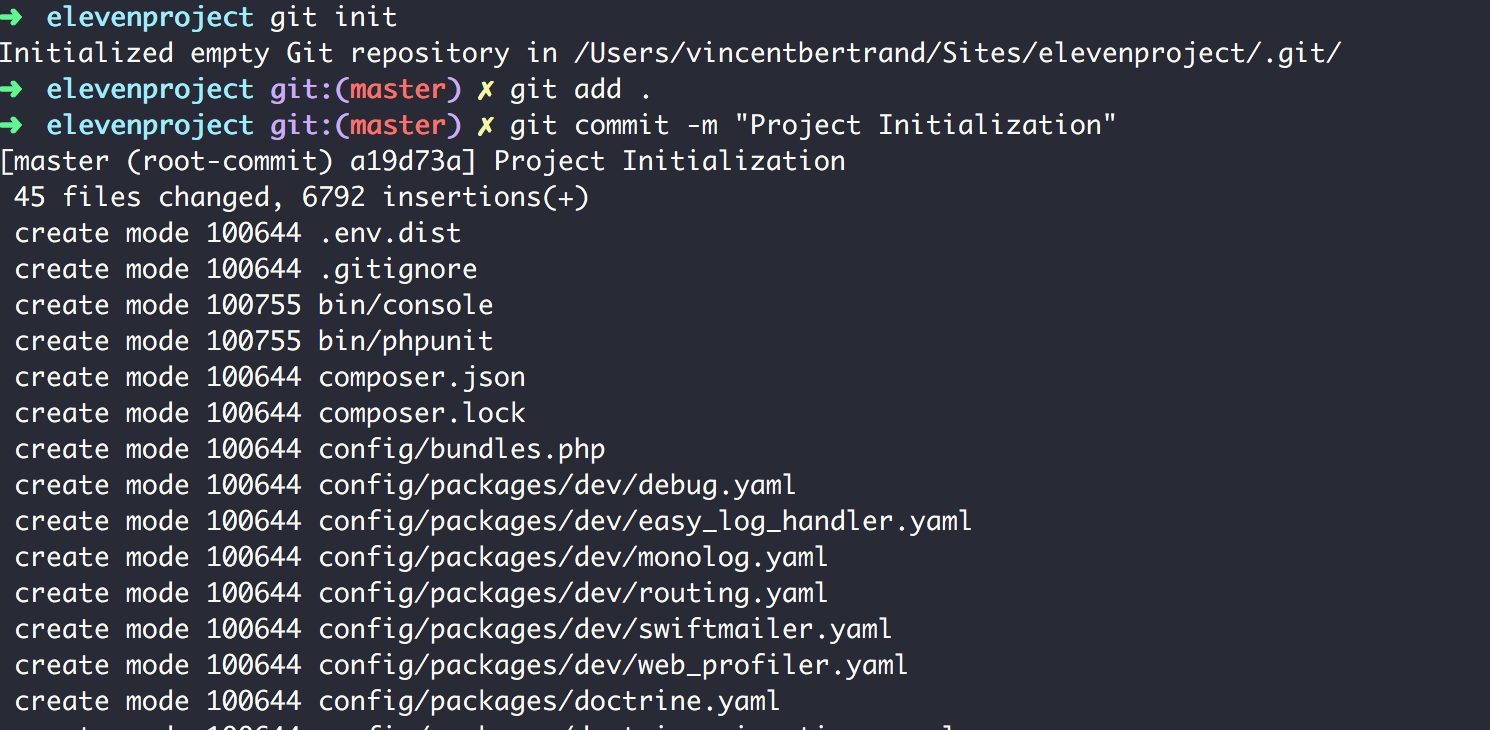 ➜ elevenproject git init
Initialized empty Git repository in /Users/vincentbertrand/Sites/elevenproject/.git/
➜ elevenproject git:(master) ✗ git add .
➜ elevenproject git:(master) ✗ git commit -m "Project Initialization"
[master (root-commit) a19d73a] Project Initialization
45 files changed, 6792 insertions(+)
create mode 100644 .env.dist
create mode 100644 .gitignore
create mode 100755 bin/console
create mode 100755 bin/phpunit
create mode 100644 composer.json
create mode 100644 composer.lock
create mode 100644 config/bundles.php
create mode 100644 config/packages/dev/debug.yaml
create mode 100644 config/packages/dev/easy_log_handler.yaml
create mode 100644 config/packages/dev/monolog.yaml
create mode 100644 config/packages/dev/routing.yaml
create mode 100644 config/packages/dev/swiftmailer.yaml
create mode 100644 config/packages/dev/web_profiler.yaml
create mode 100644 config/packages/doctrine.yaml